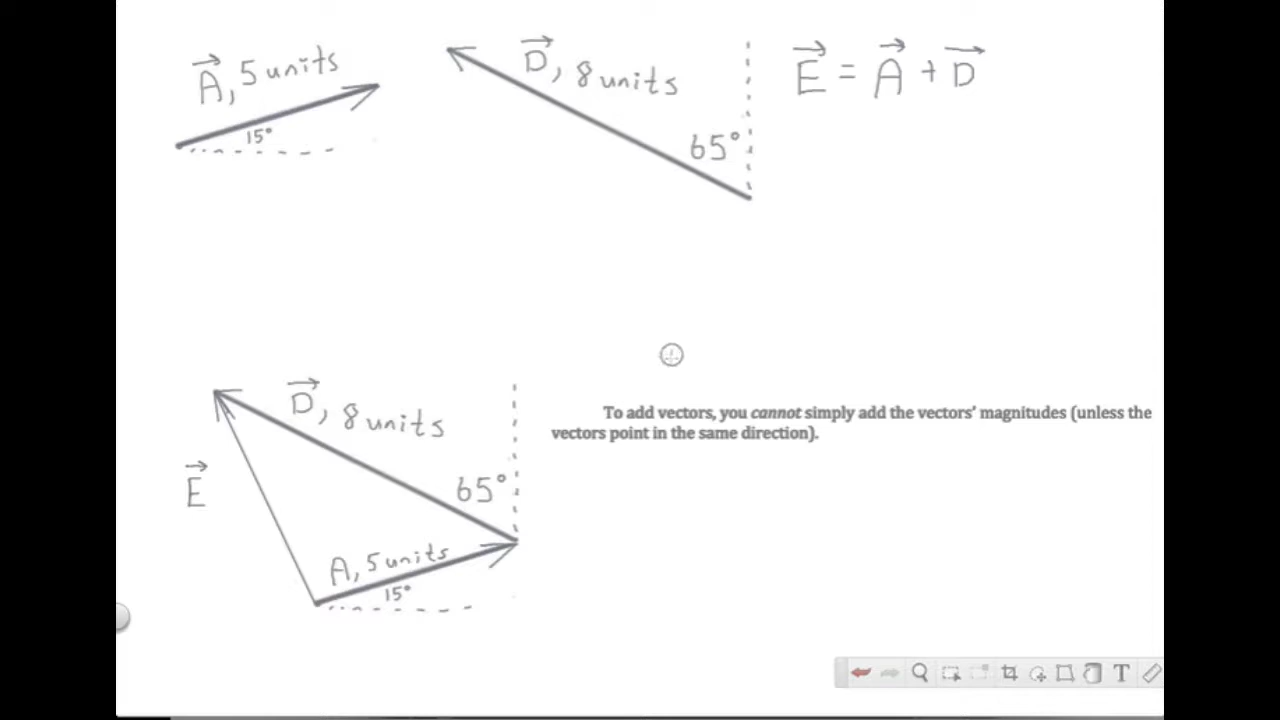 A, 5 units
15°
D, 8 units
65°
E = A + D
D, 8 units
65°
E
A, 5 units
15°
To add vectors, you cannot simply add the vectors' magnitudes (unless the
vectors point in the same direction).
T